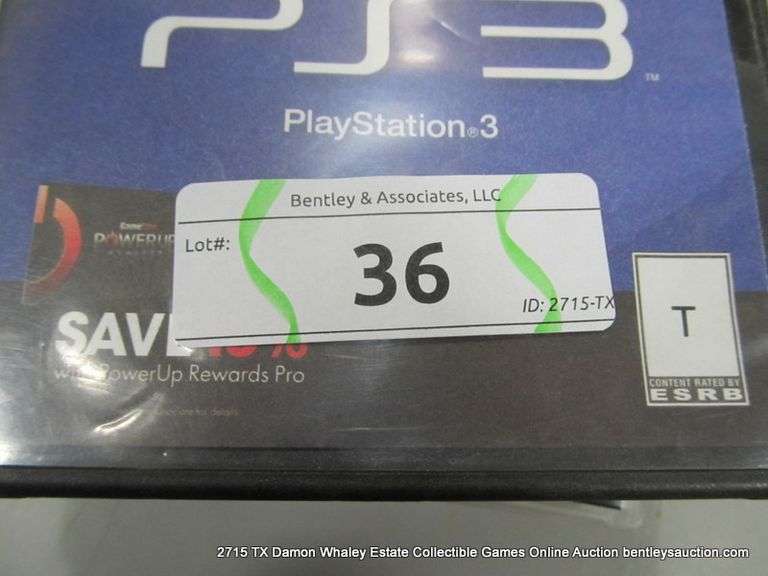 PS3™
PlayStation®3
Bentley & Associates, LLC
Lot#:
36
ID: 2715-TX
POWERUP
SAVE
PowerUp Rewards Pro
T
CONTENT RATED BY
ESRB
2715 TX Damon Whaley Estate Collectible Games Online Auction bentleysauction.com